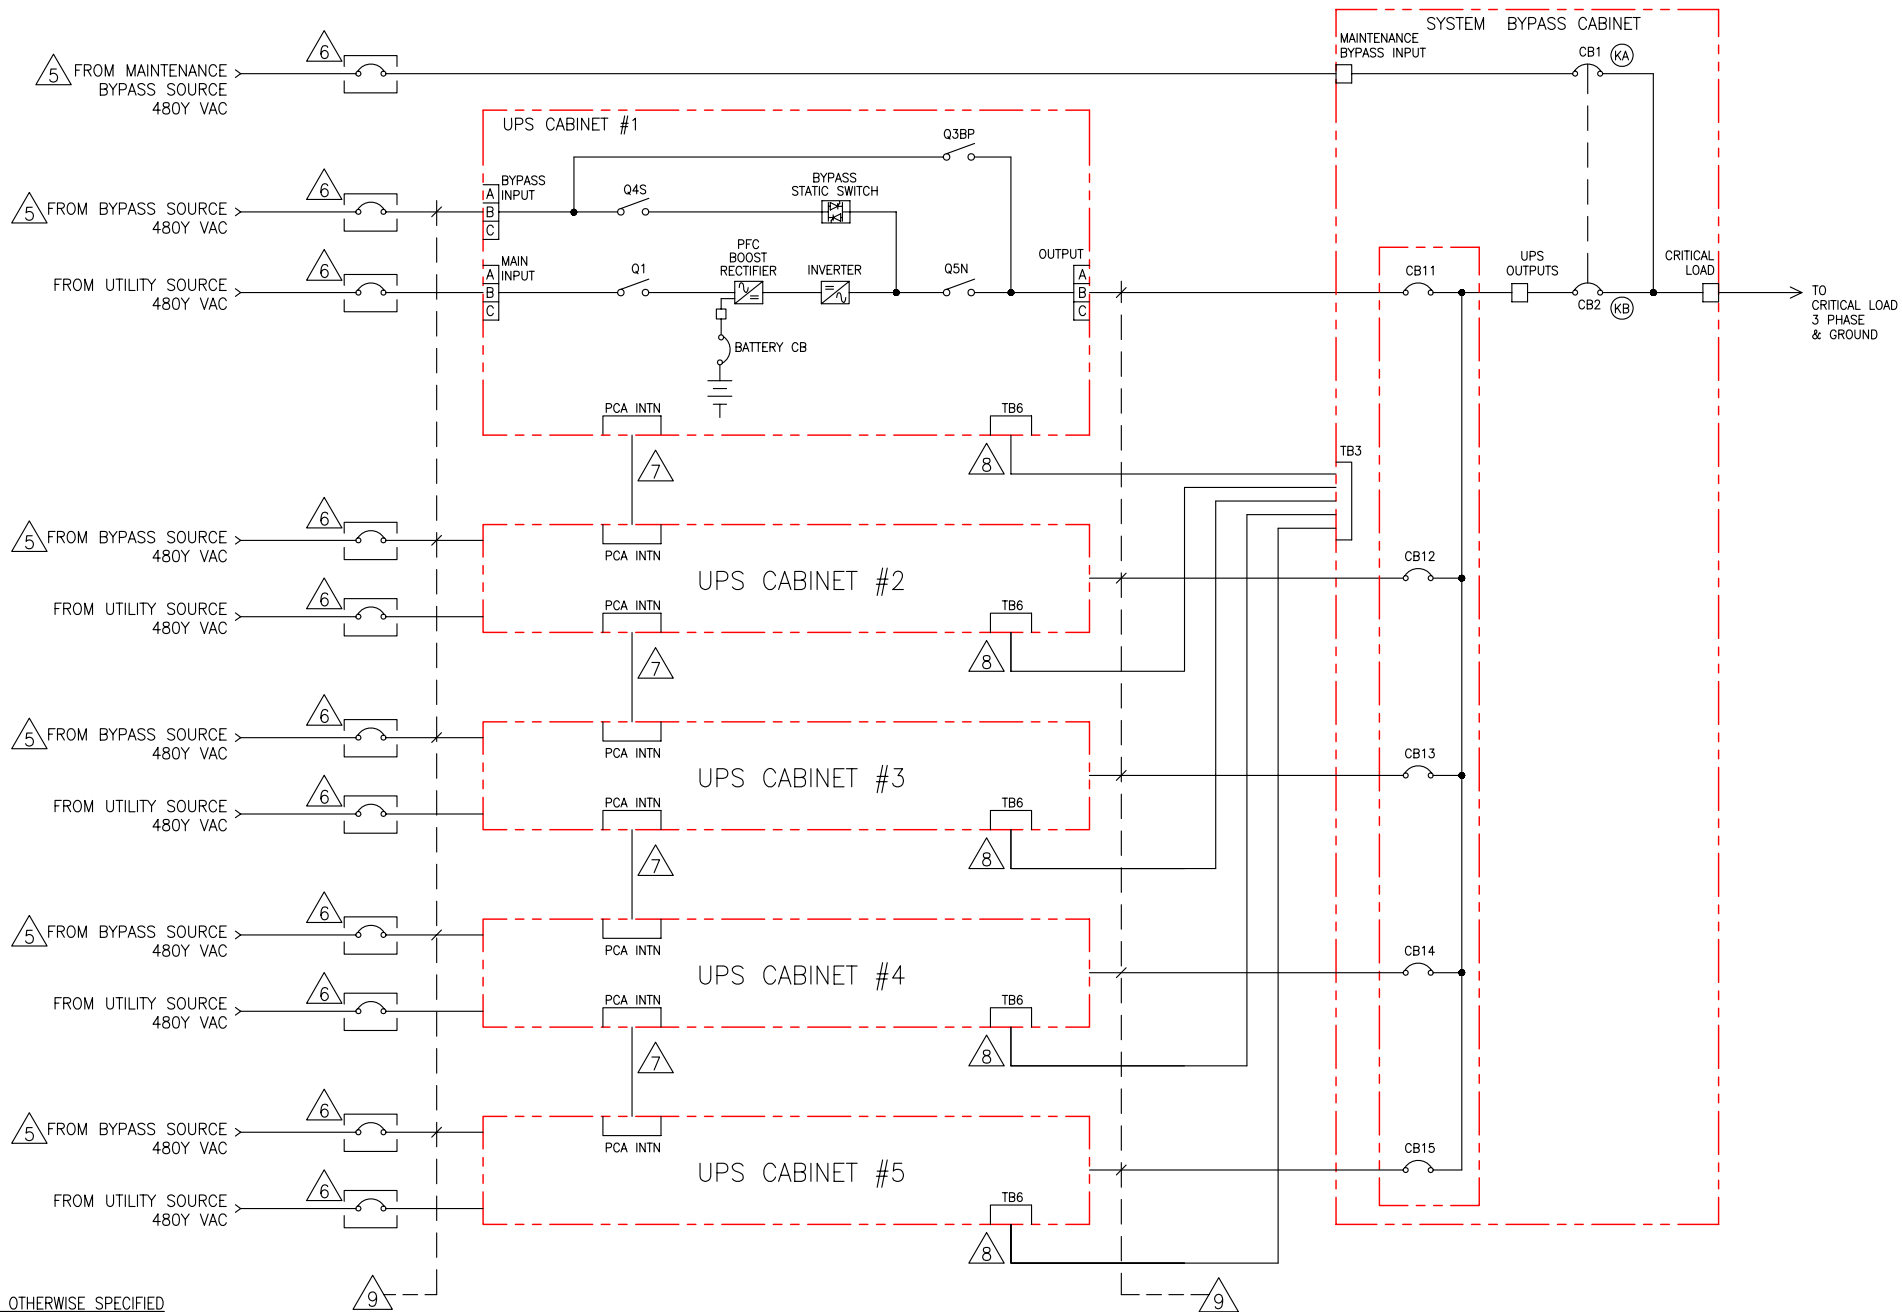 SYSTEM BYPASS CABINET
MAINTENANCE
BYPASS INPUT
CB1 KA
6
5 FROM MAINTENANCE
BYPASS SOURCE
480Y VAC
UPS CABINET #1
Q3BP
6
5 FROM BYPASS SOURCE
480Y VAC
A BYPASS
B INPUT
C
Q4S
BYPASS
STATIC SWITCH
6
FROM UTILITY SOURCE
480Y VAC
A MAIN
B INPUT
C
Q1
PFC
BOOST
RECTIFIER
INVERTER
Q5N
OUTPUT
A
B
C
BATTERY CB
CB11
UPS
OUTPUTS
CB2 KB
CRITICAL
LOAD
TO
CRITICAL LOAD
3 PHASE
& GROUND
PCA INTN
TB6
7
8
TB3
6
5 FROM BYPASS SOURCE
480Y VAC
PCA INTN
UPS CABINET #2
CB12
6
FROM UTILITY SOURCE
480Y VAC
PCA INTN
TB6
7
8
6
5 FROM BYPASS SOURCE
480Y VAC
PCA INTN
UPS CABINET #3
CB13
6
FROM UTILITY SOURCE
480Y VAC
PCA INTN
TB6
7
8
6
5 FROM BYPASS SOURCE
480Y VAC
PCA INTN
UPS CABINET #4
CB14
6
FROM UTILITY SOURCE
480Y VAC
PCA INTN
TB6
7
8
6
5 FROM BYPASS SOURCE
480Y VAC
PCA INTN
UPS CABINET #5
CB15
6
FROM UTILITY SOURCE
480Y VAC
TB6
8
9
9
OTHERWISE SPECIFIED